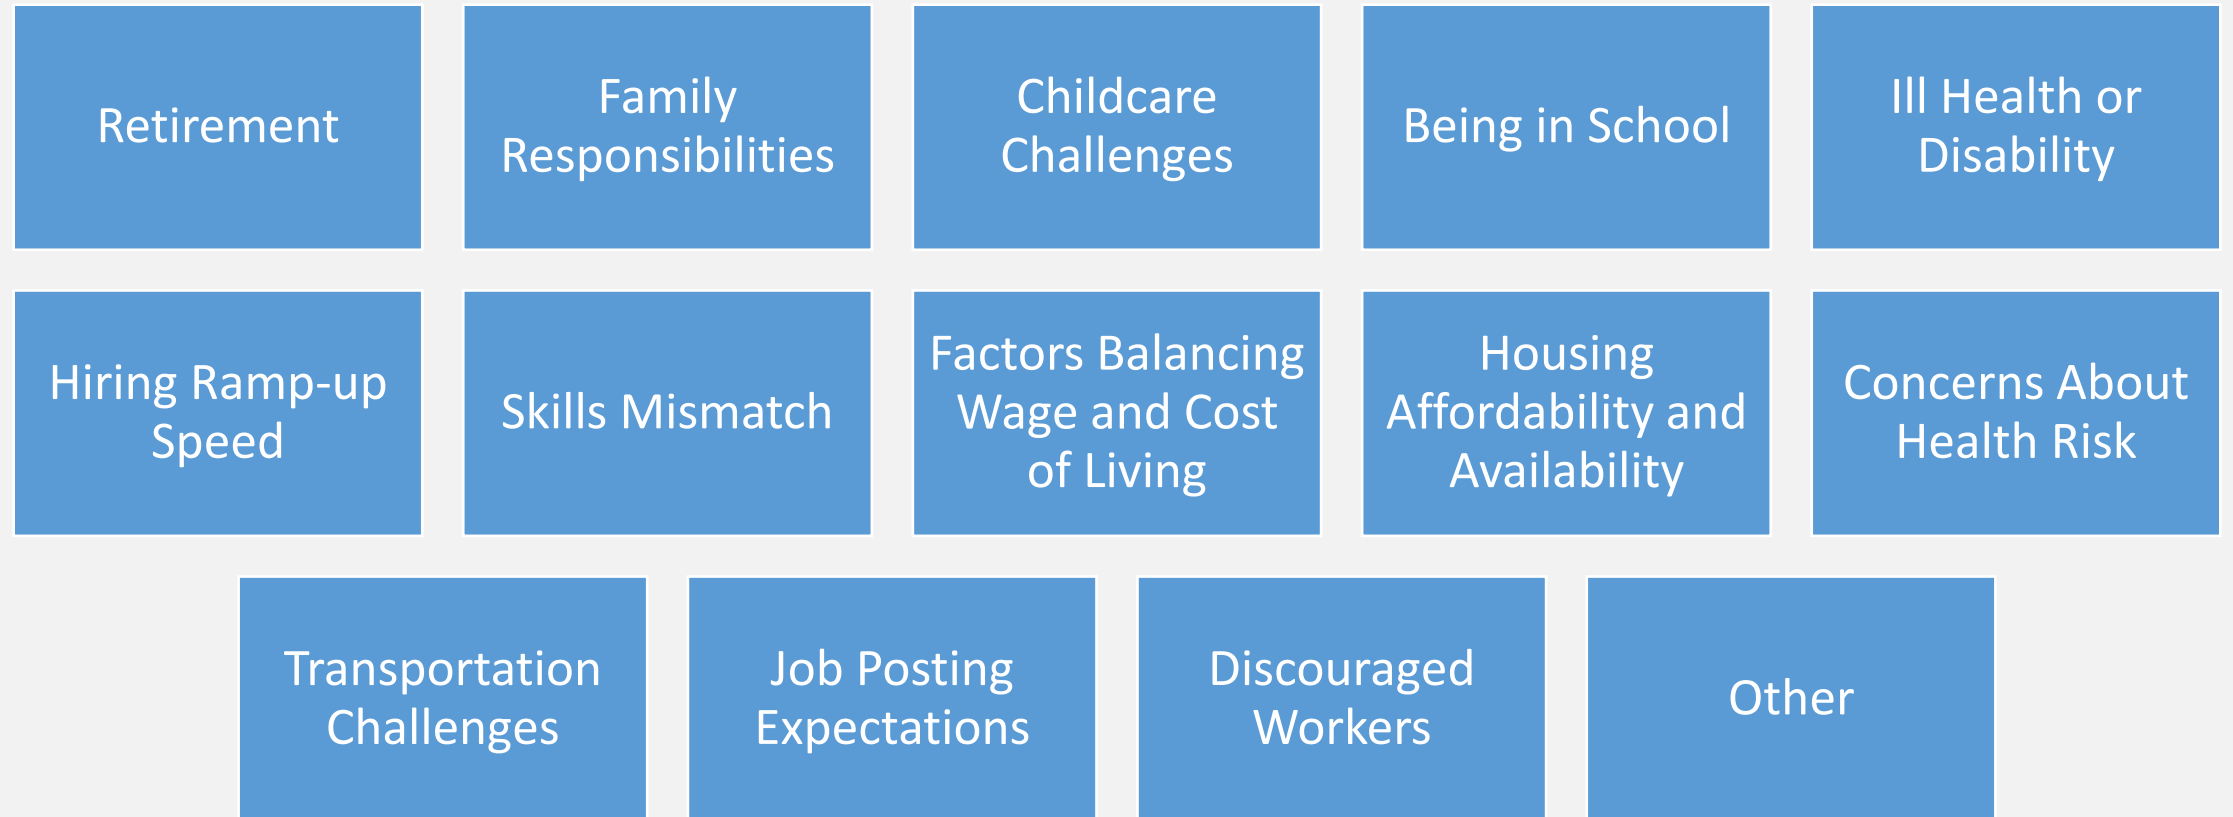 Retirement
Family
Responsibilities
Childcare
Challenges
Being in School
Ill Health or
Disability
Hiring Ramp-up
Speed
Skills Mismatch
Factors Balancing
Wage and Cost
of Living
Housing
Affordability and
Availability
Concerns About
Health Risk
Transportation
Challenges
Job Posting
Expectations
Discouraged
Workers
Other